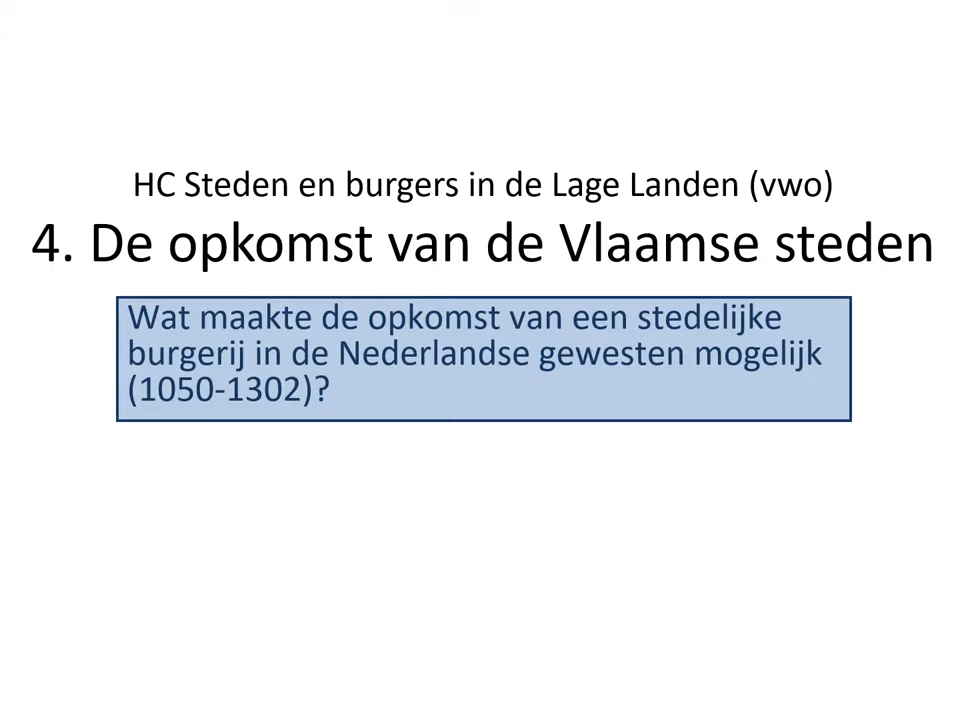 HC Steden en burgers in de Lage Landen (vwo)
4. De opkomst van de Vlaamse steden
Wat maakte de opkomst van een stedelijke
burgerij in de Nederlandse gewesten mogelijk
(1050-1302)?